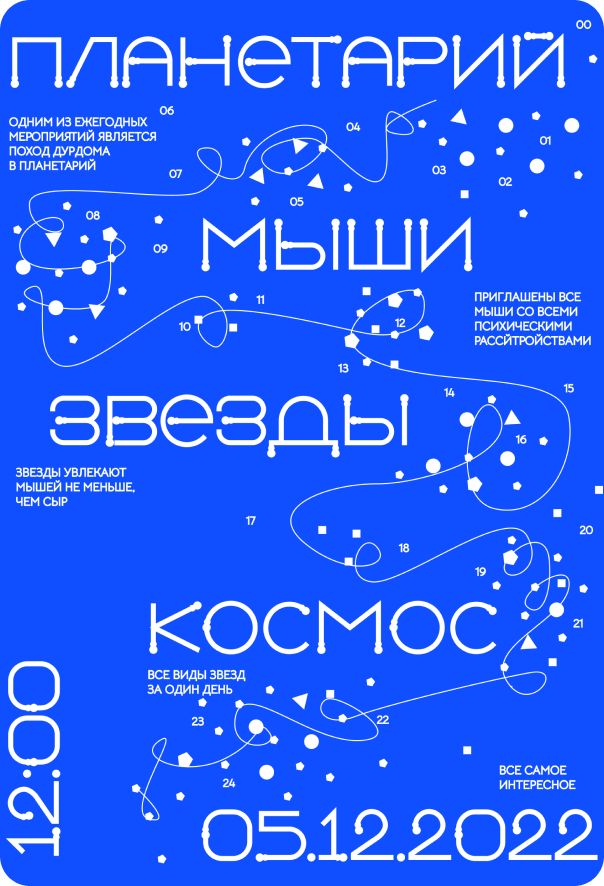 00
ПЛАНЕТАРИЙ
06
ОДНИМ ИЗ ЕЖЕГОДНЫХ
МЕРОПРИЯТИЙ ЯВЛЯЕТСЯ
ПОХОД ДУРДОМА
В ПЛАНЕТАРИЙ
04
01
03
02
07
05
08
09
МЫШИ
11
10
12
13
ПРИГЛАШЕНЫ ВСЕ
МЫШИ СО ВСЕМИ
ПСИХИЧЕСКИМИ
РАССЙТРОЙСТВАМИ
14
15
ЗВЕЗДЫ
16
ЗВЕЗДЫ УВЛЕКАЮТ
МЫШЕЙ НЕ МЕНЬШЕ,
ЧЕМ СЫР
17
20
18
19
КОСМОС
21
ВСЕ ВИДЫ ЗВЕЗД
ЗА ОДИН ДЕНЬ
12:00
23
22
24
ВСЕ САМОЕ
ИНТЕРЕСНОЕ
05.12.2022